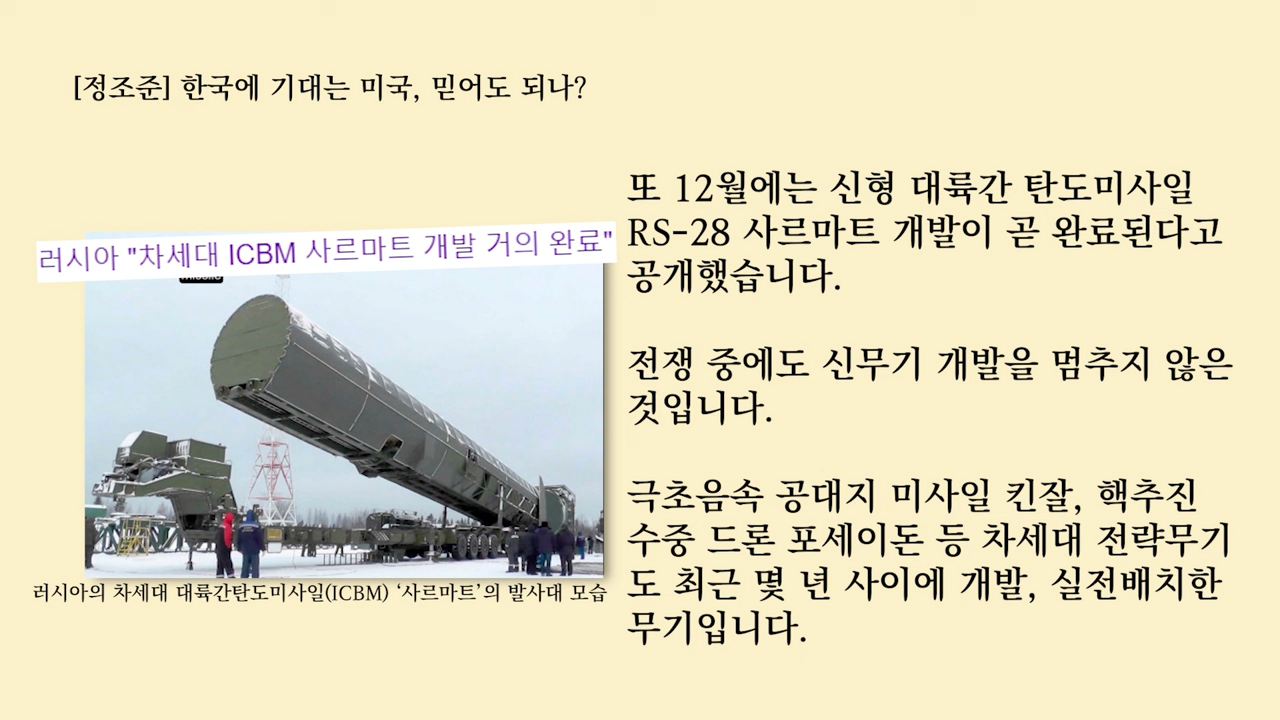 [정조준] 한국에 기대는 미국, 믿어도 되나?
러시아 "차세대 ICBM 사르마트 개발 거의 완료"
러시아의 차세대 대륙간탄도미사일(ICBM) ‘사르마트’의 발사대 모습
또 12월에는 신형 대륙간 탄도미사일
RS-28 사르마트 개발이 곧 완료된다고
공개했습니다.
전쟁 중에도 신무기 개발을 멈추지 않은
것입니다.
극초음속 공대지 미사일 킨잘, 핵추진
수중 드론 포세이돈 등 차세대 전략무기
도 최근 몇 년 사이에 개발, 실전배치한
무기입니다.